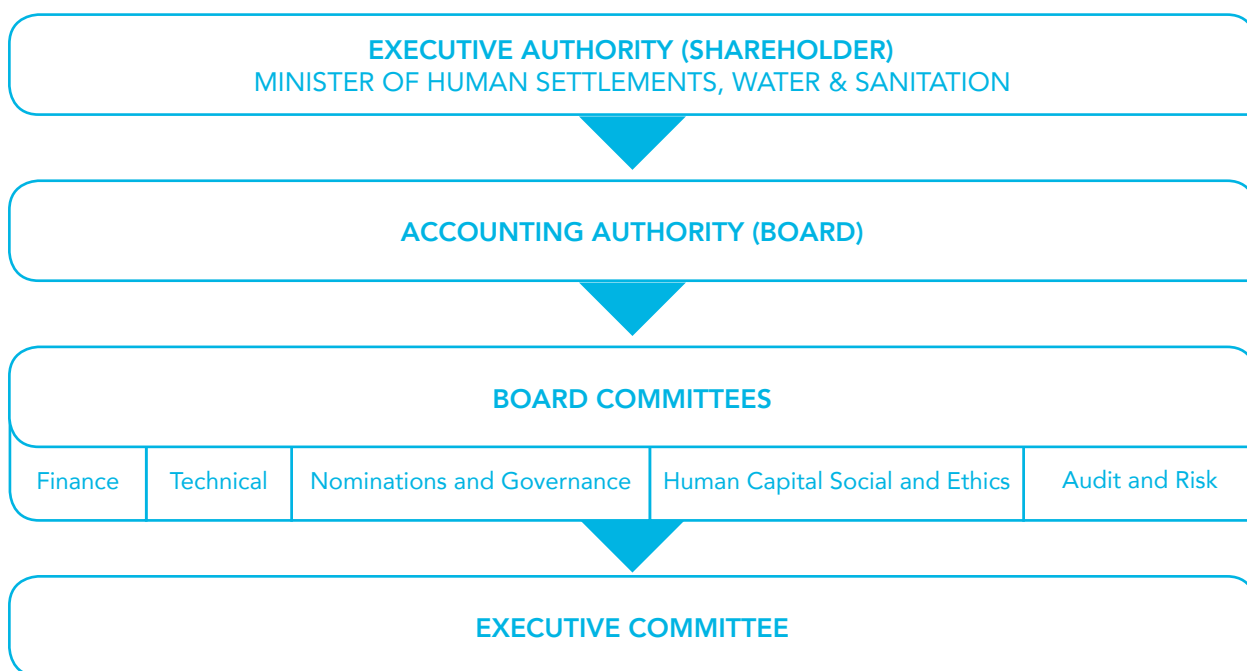 EXECUTIVE AUTHORITY (SHAREHOLDER)
MINISTER OF HUMAN SETTLEMENTS, WATER & SANITATION
ACCOUNTING AUTHORITY (BOARD)
BOARD COMMITTEES
Finance
Technical
Nominations and Governance
Human Capital Social and Ethics
Audit and Risk
EXECUTIVE COMMITTEE